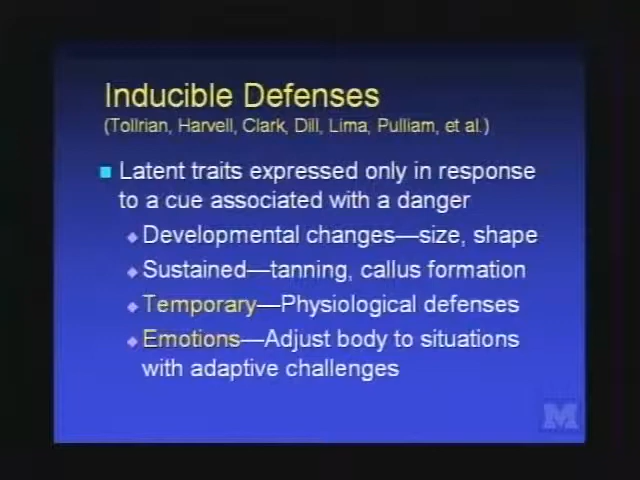 Inducible Defenses
(Tollrian, Harvell, Clark, Dill, Lima, Pulliam, et al.)
Latent traits expressed only in response
to a cue associated with a danger
Developmental changes—size, shape
Sustained—tanning, callus formation
Temporary—Physiological defenses
Emotions—Adjust body to situations
with adaptive challenges
M